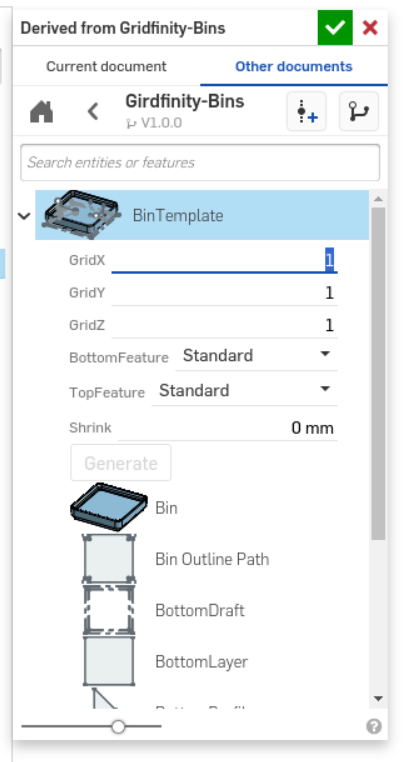 Derived from Gridfinity-Bins
Current document
Other documents
Girdfinity-Bins
V1.0.0
Search entities or features
BinTemplate
GridX 1
GridY 1
GridZ 1
BottomFeature Standard
TopFeature Standard
Shrink 0 mm
Generate
Bin
Bin Outline Path
BottomDraft
BottomLayer